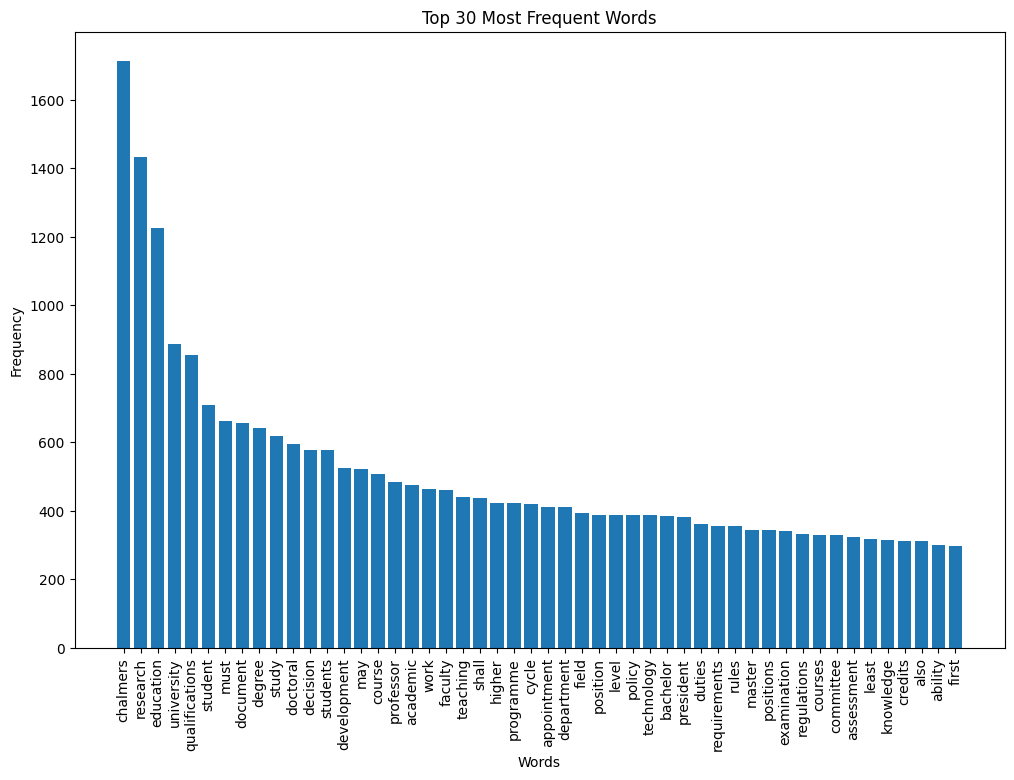 Top 30 Most Frequent Words
Frequency
1600
1400
1200
1000
800
600
400
200
0
chalmers
research
education
university
qualifications
student
must
document
degree
study
doctoral
decision
students
development
may
course
professor
academic
work
faculty
teaching
shall
higher
programme
cycle
appointment
department
field
position
level
policy
technology
bachelor
president
duties
requirements
rules
master
positions
examination
regulations
courses
committee
assessment
least
knowledge
credits
also
ability
first
Words